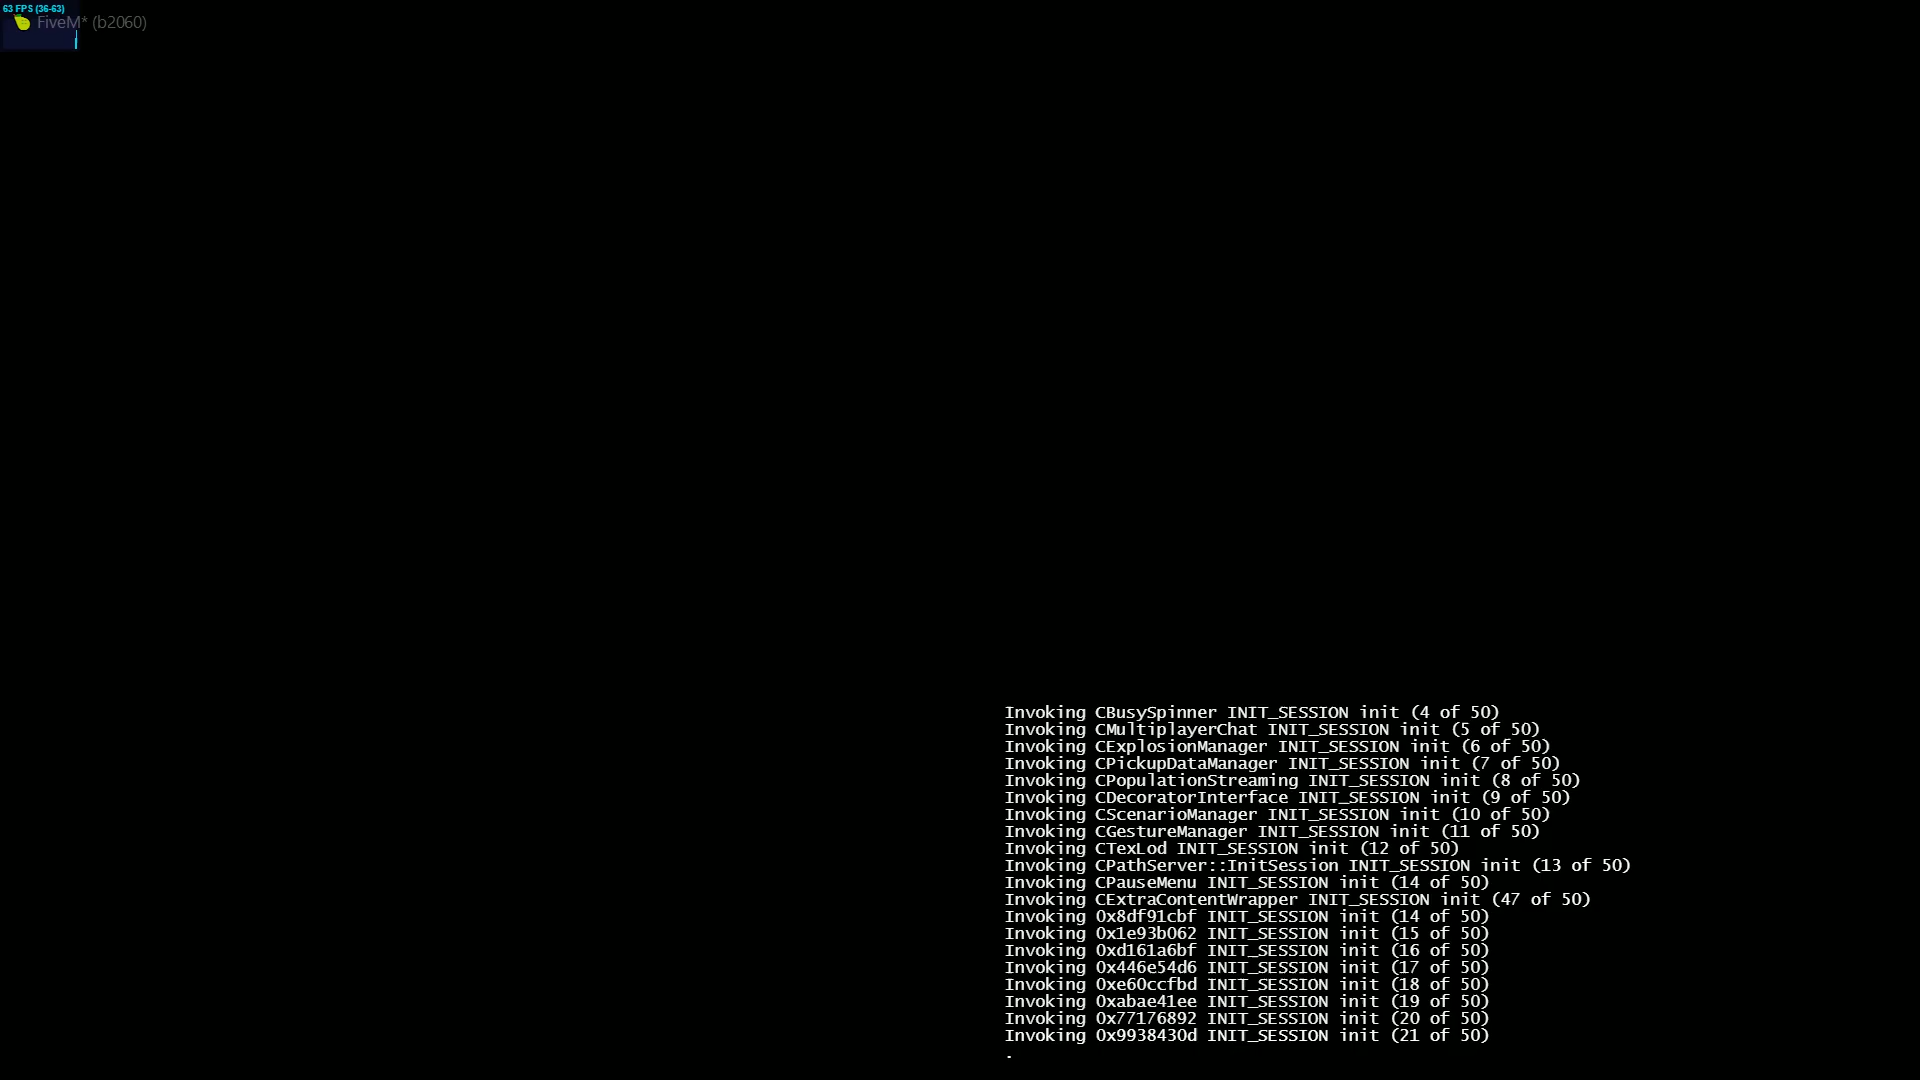 63 FPS (36-63)
FiveM* (b2060)
Invoking CBusySpinner INIT_SESSION init (4 of 50)
Invoking CMultiplayerChat INIT_SESSION init (5 of 50)
Invoking CExplosionManager INIT_SESSION init (6 of 50)
Invoking CPickupDataManager INIT_SESSION init (7 of 50)
Invoking CPopulationStreaming INIT_SESSION init (8 of 50)
Invoking CDecoratorInterface INIT_SESSION init (9 of 50)
Invoking CScenarioManager INIT_SESSION init (10 of 50)
Invoking CGestureManager INIT_SESSION init (11 of 50)
Invoking CTexLod INIT_SESSION init (12 of 50)
Invoking CPathServer::InitSession INIT_SESSION init (13 of 50)
Invoking CPauseMenu INIT_SESSION init (14 of 50)
Invoking CExtraContentWrapper INIT_SESSION init (47 of 50)
Invoking 0x8df91cbf INIT_SESSION init (14 of 50)
Invoking 0x1e93b062 INIT_SESSION init (15 of 50)
Invoking 0xd161a6bf INIT_SESSION init (16 of 50)
Invoking 0x446e54d6 INIT_SESSION init (17 of 50)
Invoking 0xe60ccfbd INIT_SESSION init (18 of 50)
Invoking 0xabae41ee INIT_SESSION init (19 of 50)
Invoking 0x77176892 INIT_SESSION init (20 of 50)
Invoking 0x9938430d INIT_SESSION init (21 of 50)
.